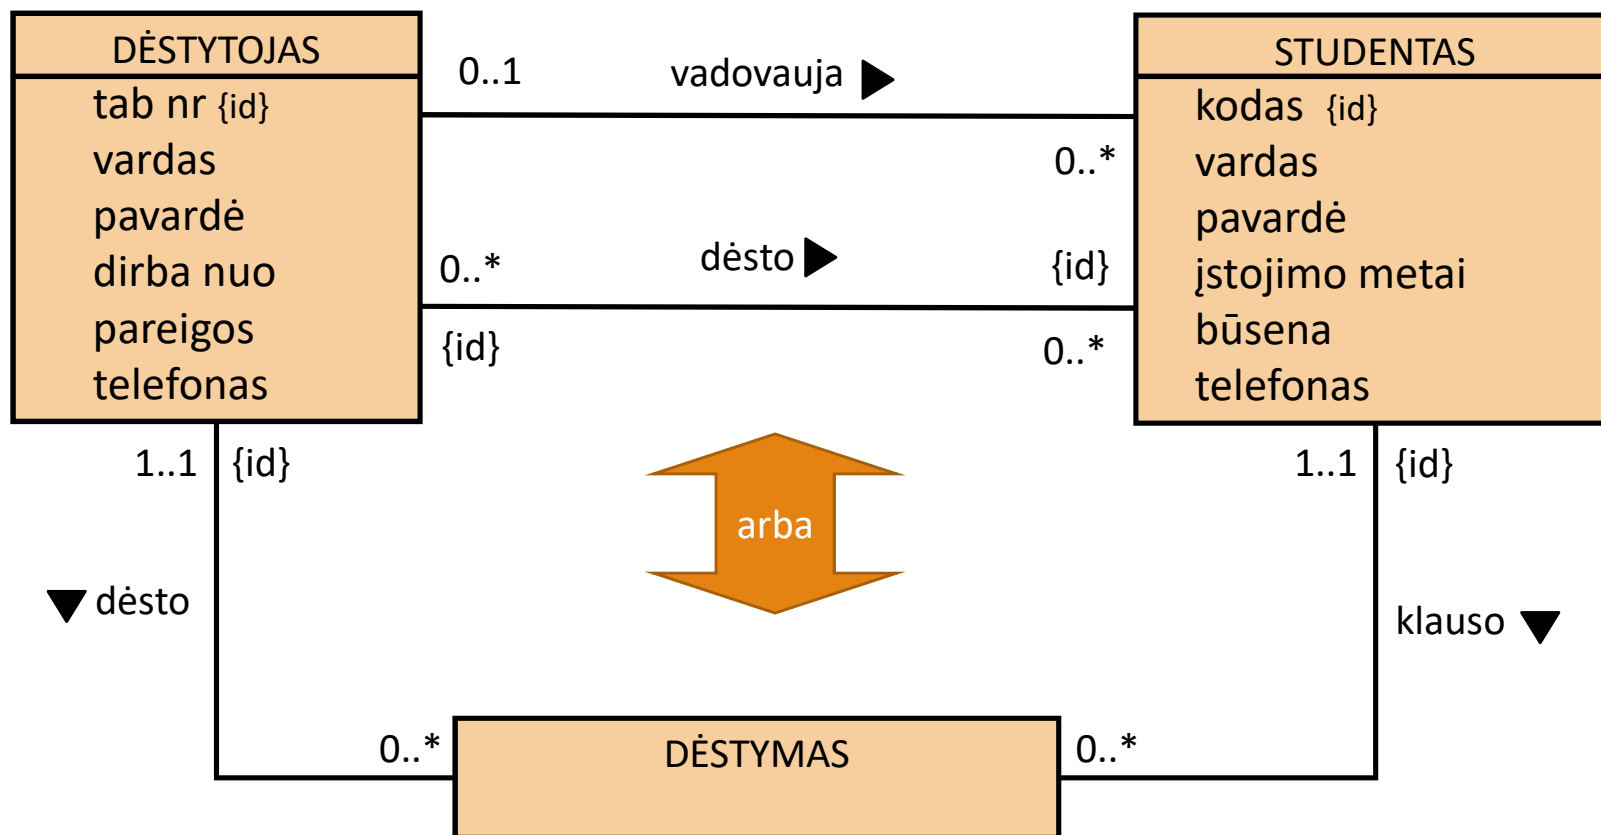 DĖSTYTOJAS
tab nr {id}
vardas
pavardė
dirba nuo
pareigos
telefonas
0..1
vadovauja
0..*
0..*
dėsto
{id}
{id}
0..*
STUDENTAS
kodas {id}
vardas
pavardė
įstojimo metai
būsena
telefonas
1..1
{id}
arba
1..1
{id}
dėsto
klauso
0..*
DĖSTYMAS
0..*